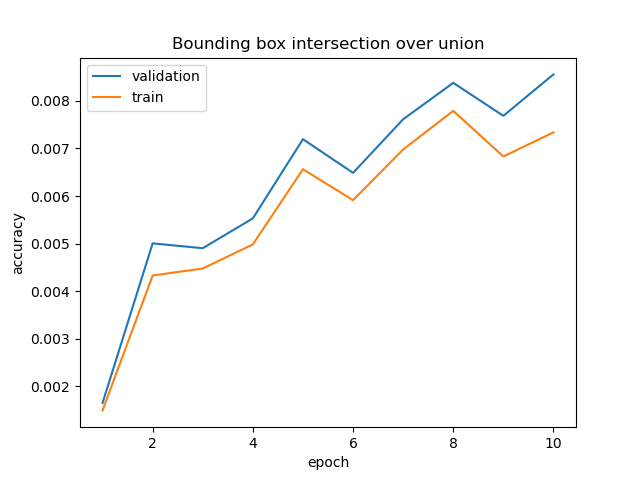 Bounding box intersection over union
validation
train
0.008
0.007
0.006
0.005
0.004
0.003
0.002
accuracy
2 4 6 8 10
epoch